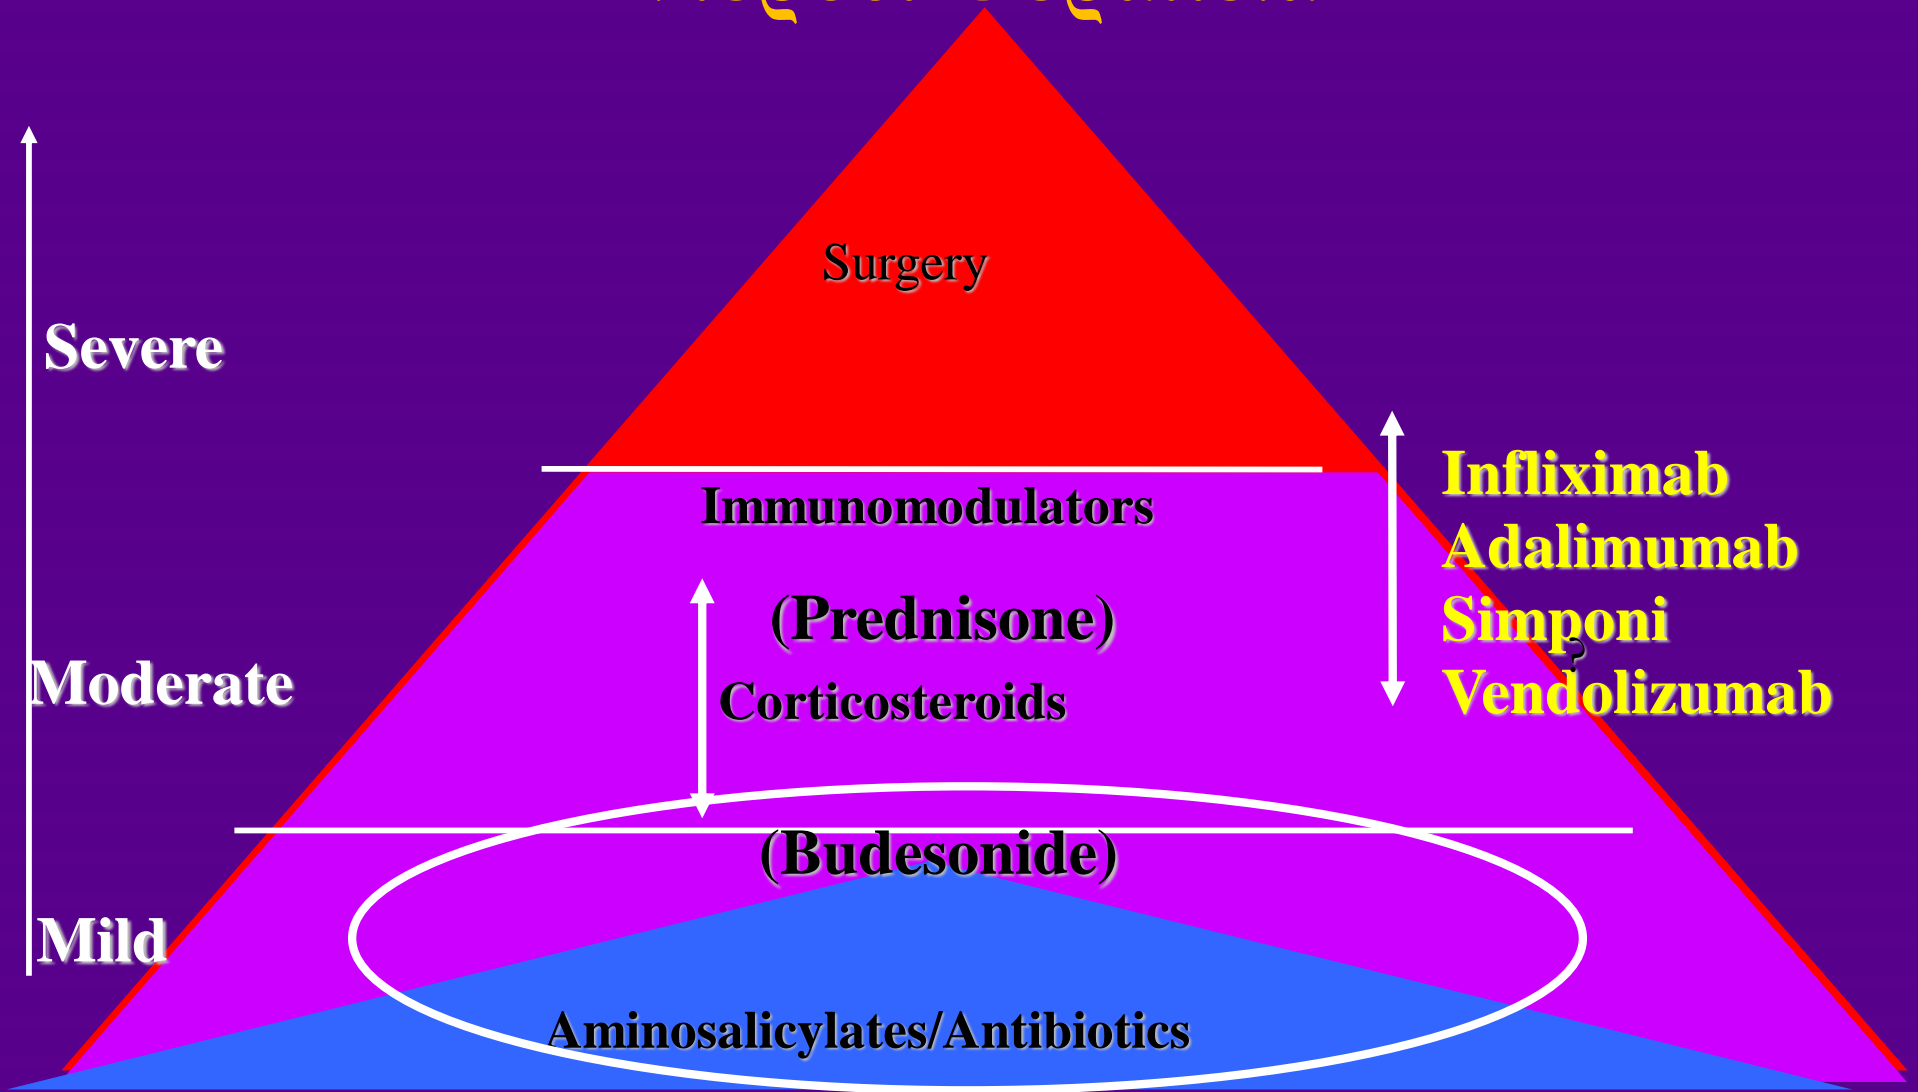 Surgery
Severe
Infliximab
Immunomodulators
Adalimumab
(Prednisone)
Simponi
?
Moderate
Corticosteroids
Vendolizumab
(Budesonide)
Mild
Aminosalicylates/Antibiotics